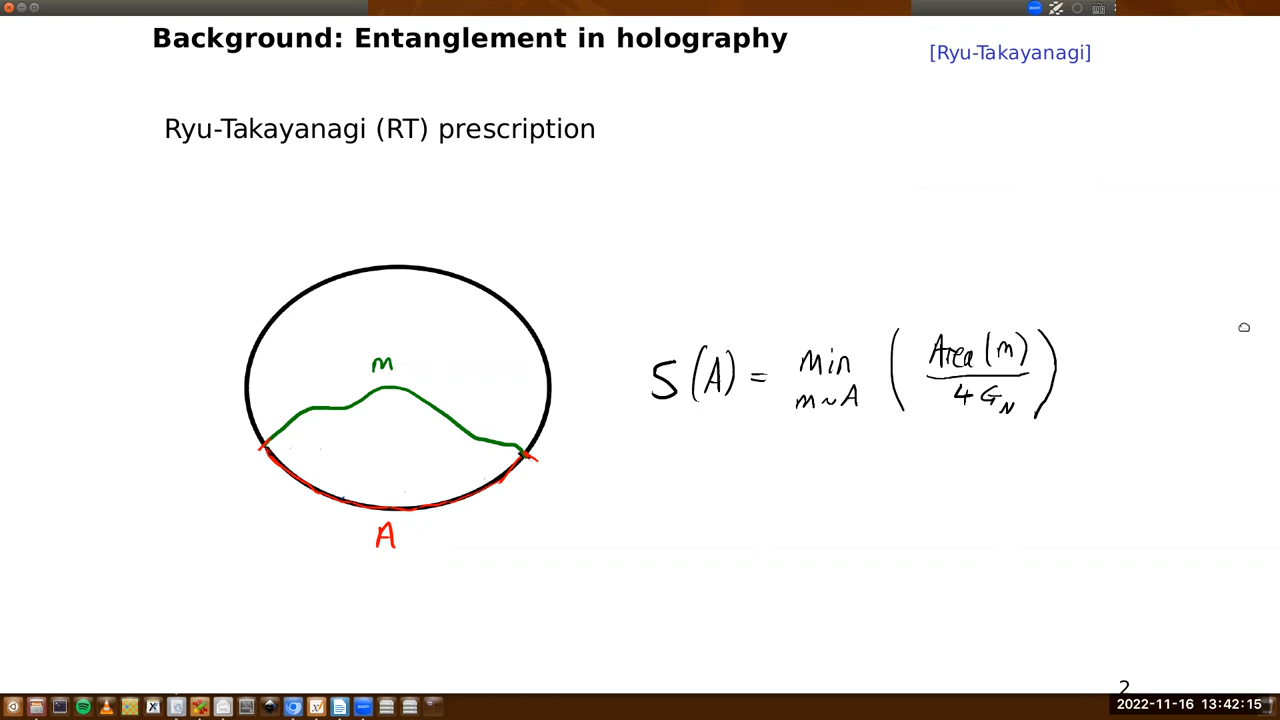 Background: Entanglement in holography
[Ryu-Takayanagi]
Ryu-Takayanagi (RT) prescription
m
S(A) = min m~A (Area(m) / 4G_N)
A
2
2022-11-16 13:42:15